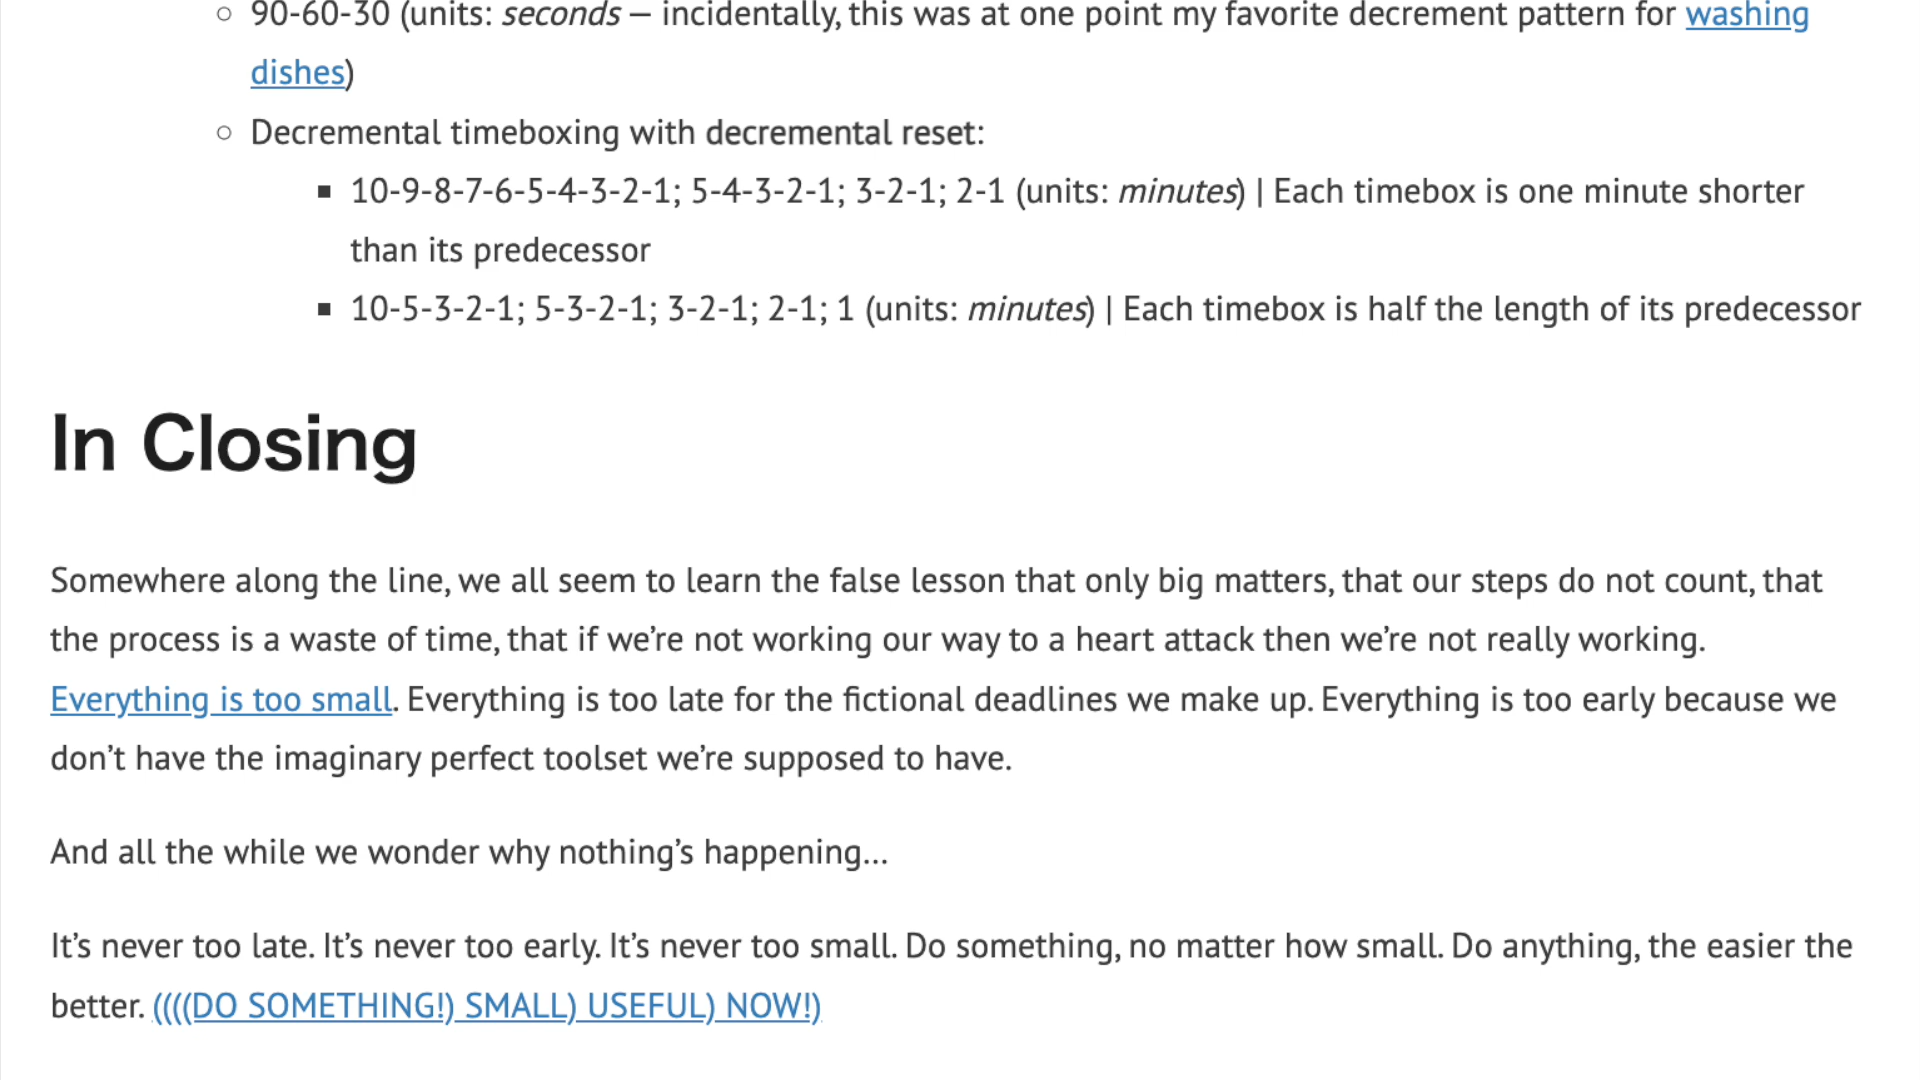 90-60-30 (units: seconds — incidentally, this was at one point my favorite decrement pattern for washing
dishes)
Decremental timeboxing with decremental reset:
10-9-8-7-6-5-4-3-2-1; 5-4-3-2-1; 3-2-1; 2-1 (units: minutes) | Each timebox is one minute shorter
than its predecessor
10-5-3-2-1; 5-3-2-1; 3-2-1; 2-1; 1 (units: minutes) | Each timebox is half the length of its predecessor
In Closing
Somewhere along the line, we all seem to learn the false lesson that only big matters, that our steps do not count, that
the process is a waste of time, that if we’re not working our way to a heart attack then we’re not really working.
Everything is too small. Everything is too late for the fictional deadlines we make up. Everything is too early because we
don’t have the imaginary perfect toolset we’re supposed to have.
And all the while we wonder why nothing’s happening…
It’s never too late. It’s never too early. It’s never too small. Do something, no matter how small. Do anything, the easier the
better. ((((DO SOMETHING!) SMALL) USEFUL) NOW!)